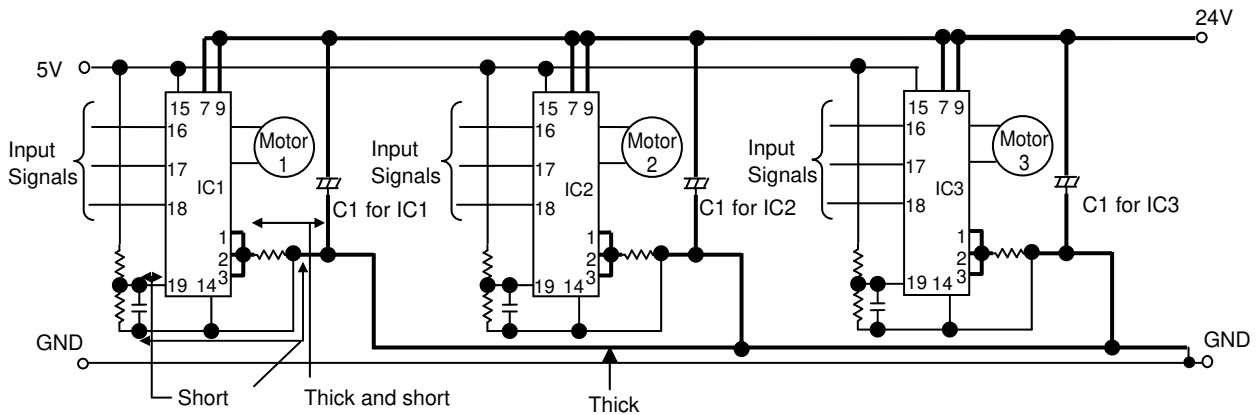 24V
5V
15 7 9
15 7 9
15 7 9
16
16
16
Motor
1
Motor
2
Motor
3
Input
Signals
Input
Signals
Input
Signals
17
17
17
IC1
IC2
IC3
18
18
18
C1 for IC1
C1 for IC2
C1 for IC3
1
2
3
1
2
3
1
2
3
19 14
19 14
19 14
GND
GND
Short
Thick and short
Thick